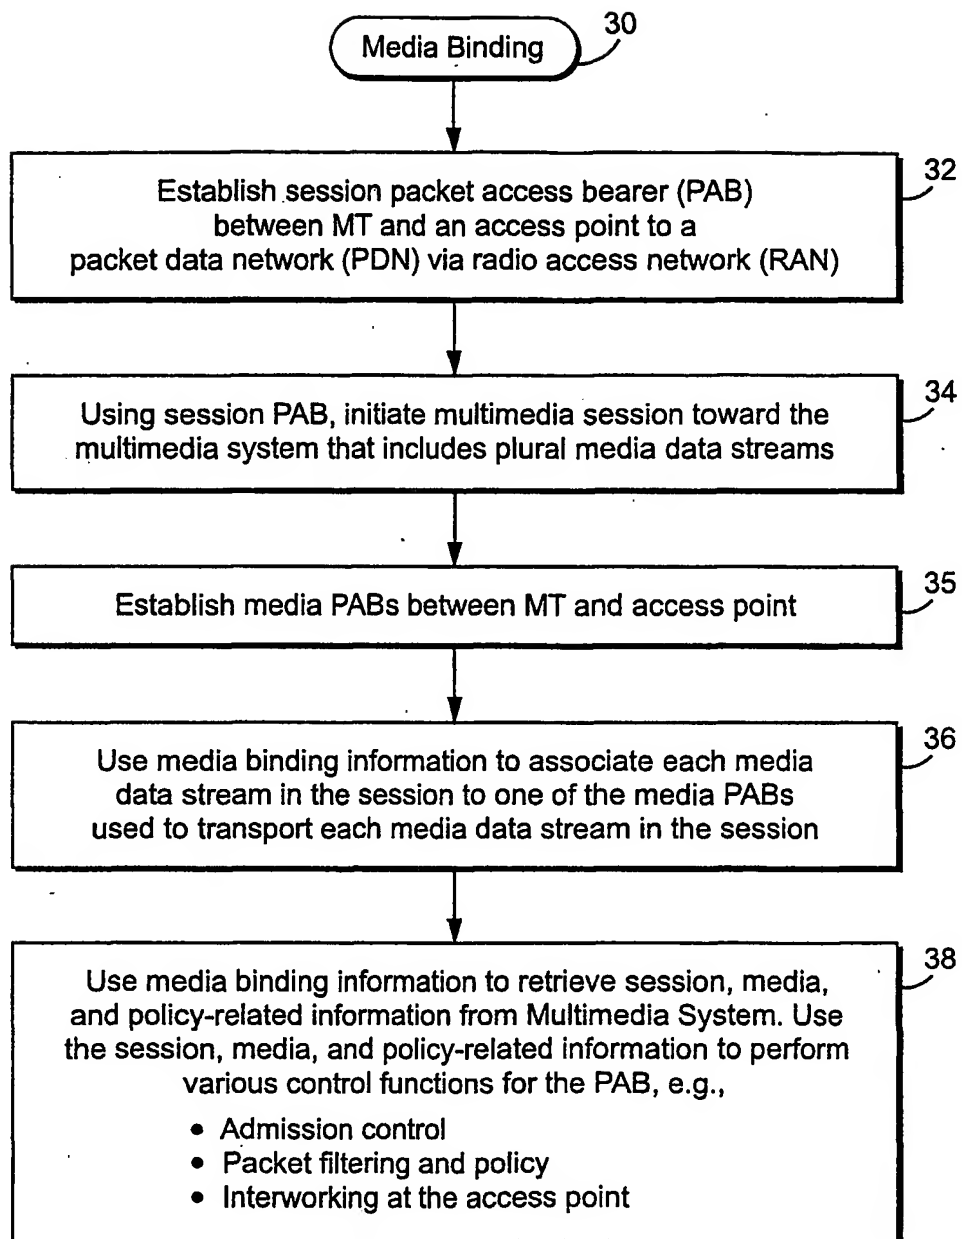 Media Binding
30
Establish session packet access bearer (PAB)
between MT and an access point to a
packet data network (PDN) via radio access network (RAN)
32
Using session PAB, initiate multimedia session toward the
multimedia system that includes plural media data streams
34
Establish media PABs between MT and access point
35
Use media binding information to associate each media
data stream in the session to one of the media PABs
used to transport each media data stream in the session
36
Use media binding information to retrieve session, media,
and policy-related information from Multimedia System. Use
the session, media, and policy-related information to perform
various control functions for the PAB, e.g.,
• Admission control
• Packet filtering and policy
• Interworking at the access point
38